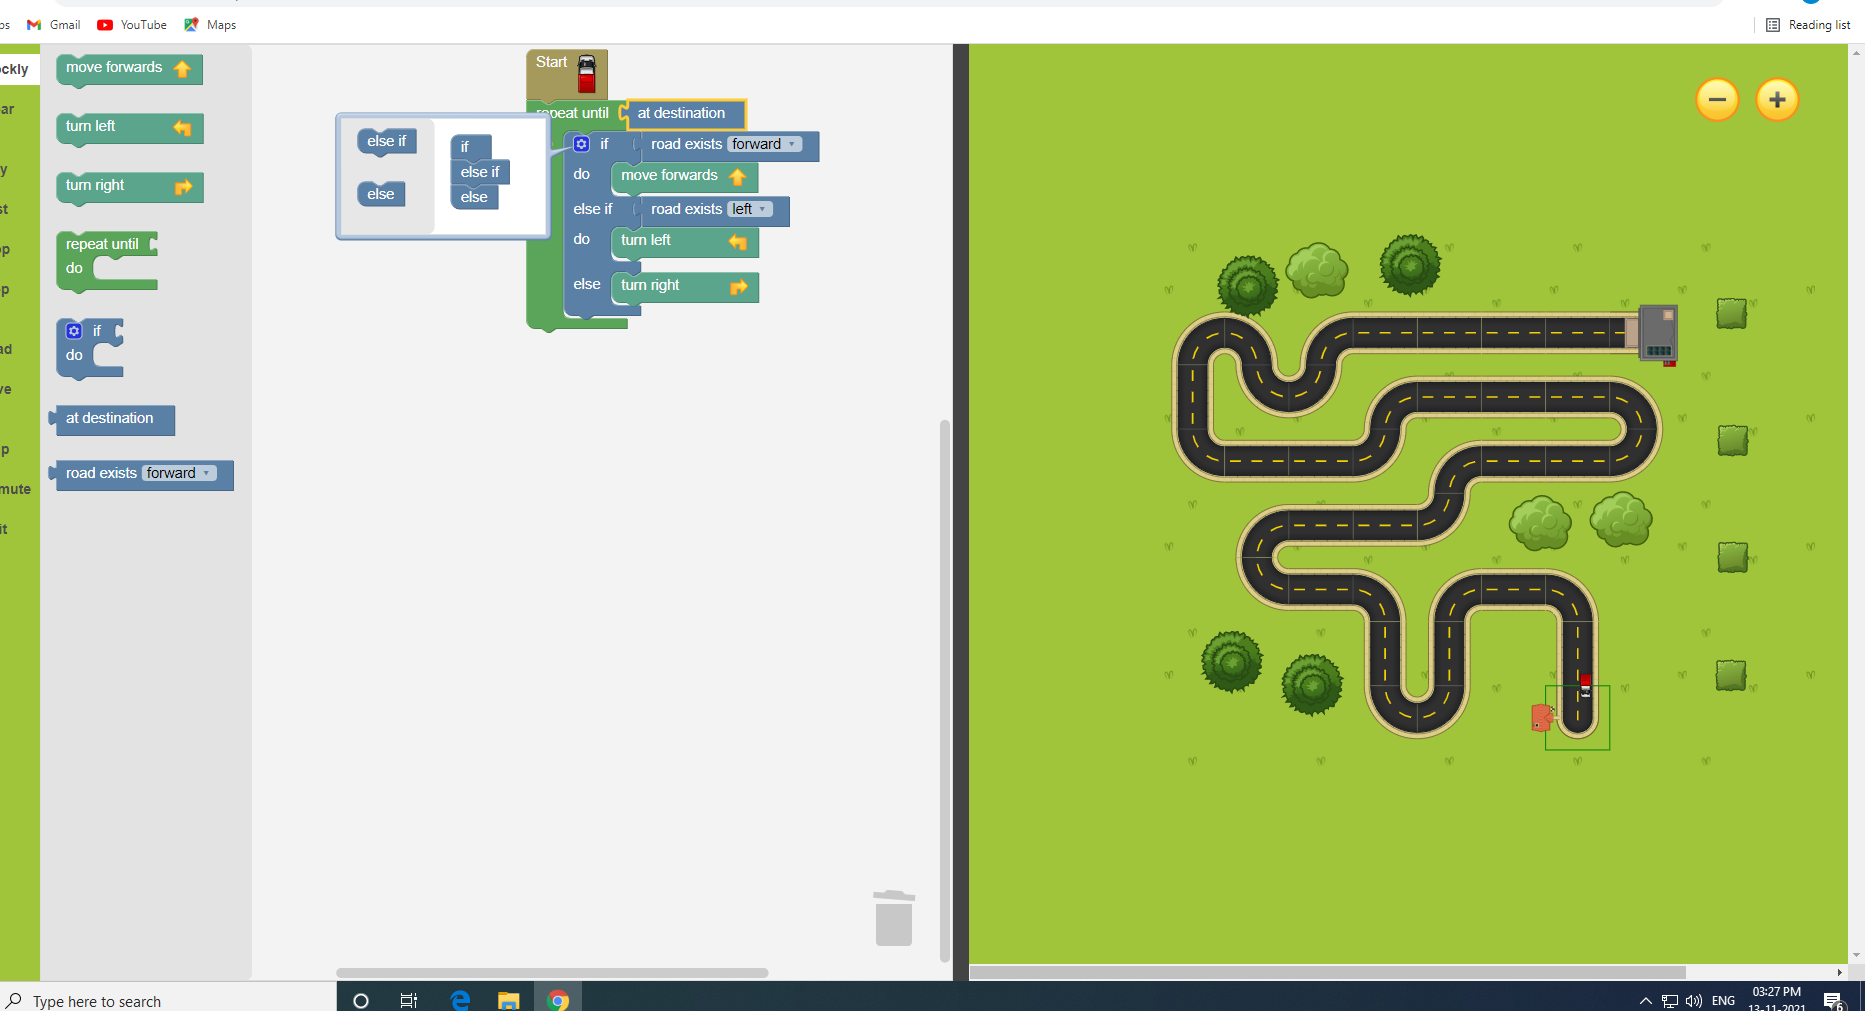 ps Gmail YouTube Maps Reading list
ckly
ar
y
st
op
p
ad
ve
p
mute
it
move forwards
turn left
turn right
repeat until
do
if
do
at destination
road exists forward
else if
else
if
else if
else
Start
repeat until at destination
if road exists forward
do move forwards
else if road exists left
do turn left
else turn right
Type here to search
ENG
03:27 PM
13-11-2021
6